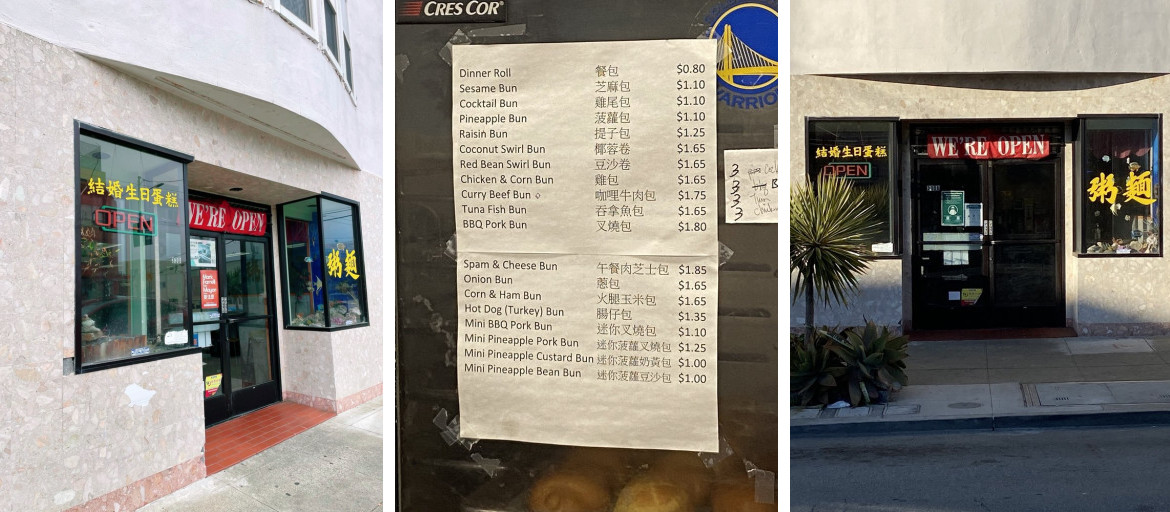 結婚生日蛋糕
OPEN
WE'RE OPEN
粥麵
CRES COR®
WARRIORS
Dinner Roll 餐包 $0.80
Sesame Bun 芝麻包 $1.10
Cocktail Bun 雞尾包 $1.10
Pineapple Bun 菠蘿包 $1.10
Raisin Bun 提子包 $1.25
Coconut Swirl Bun 椰蓉卷 $1.65
Red Bean Swirl Bun 豆沙卷 $1.65
Chicken & Corn Bun 雞包 $1.65
Curry Beef Bun 咖哩牛肉包 $1.75
Tuna Fish Bun 吞拿魚包 $1.65
BBQ Pork Bun 叉燒包 $1.80
Spam & Cheese Bun 午餐肉芝士包 $1.85
Onion Bun 蔥包 $1.65
Corn & Ham Bun 火腿玉米包 $1.65
Hot Dog (Turkey) Bun 腸仔包 $1.35
Mini BBQ Pork Bun 迷你叉燒包 $1.10
Mini Pineapple Pork Bun 迷你菠蘿叉燒包 $1.25
Mini Pineapple Custard Bun 迷你菠蘿奶黃包 $1.00
Mini Pineapple Bean Bun 迷你菠蘿豆沙包 $1.00
3
3
3
3
結婚生日蛋糕
OPEN
WE'RE OPEN
粥麵